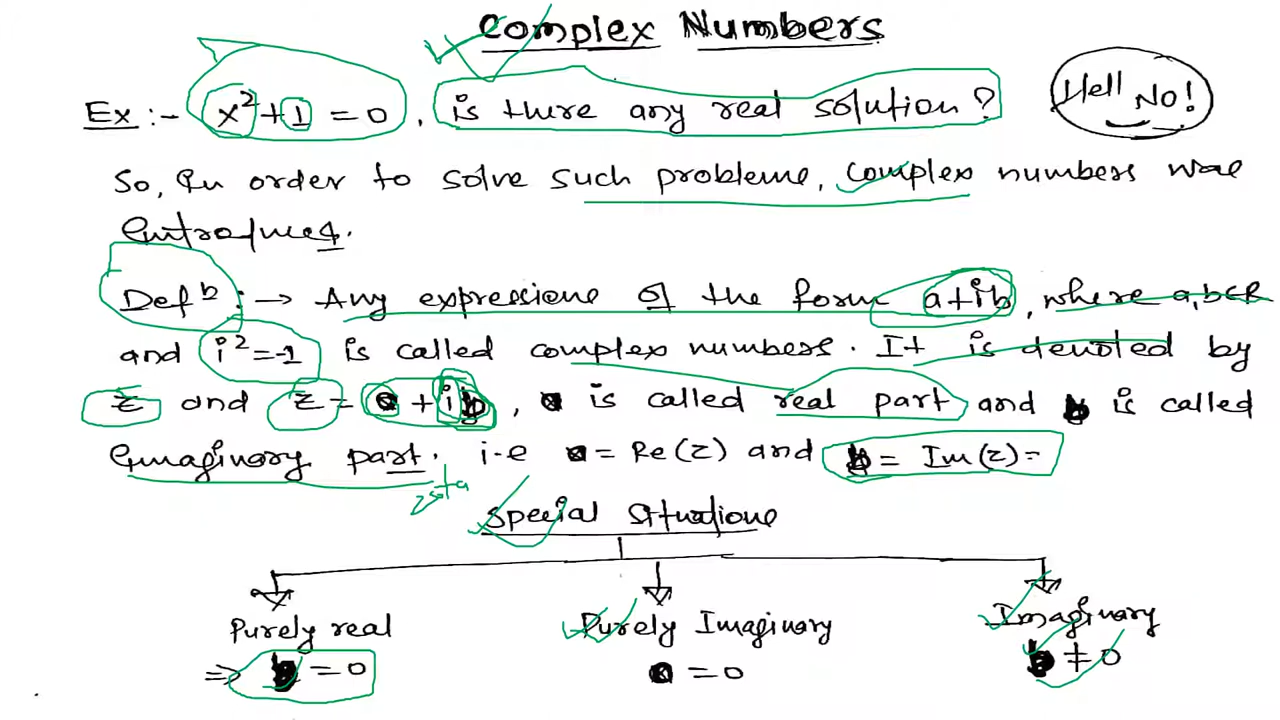 Complex Numbers
Ex :- x² + 1 = 0, is there any real solution ? Hell No!
So, In order to solve such problems, complex numbers were
introduced.
Defⁿ :→ Any expressions of the form a+ib, where a,b∈R
and i² = -1 is called complex numbers. It is denoted by
z and z = a + ib, a is called real part and b is called
imaginary part. i.e a = Re(z) and b = Im(z)
Special Situations
Purely real Purely Imaginary Imaginary
⇒ b = 0 a = 0 b ≠ 0